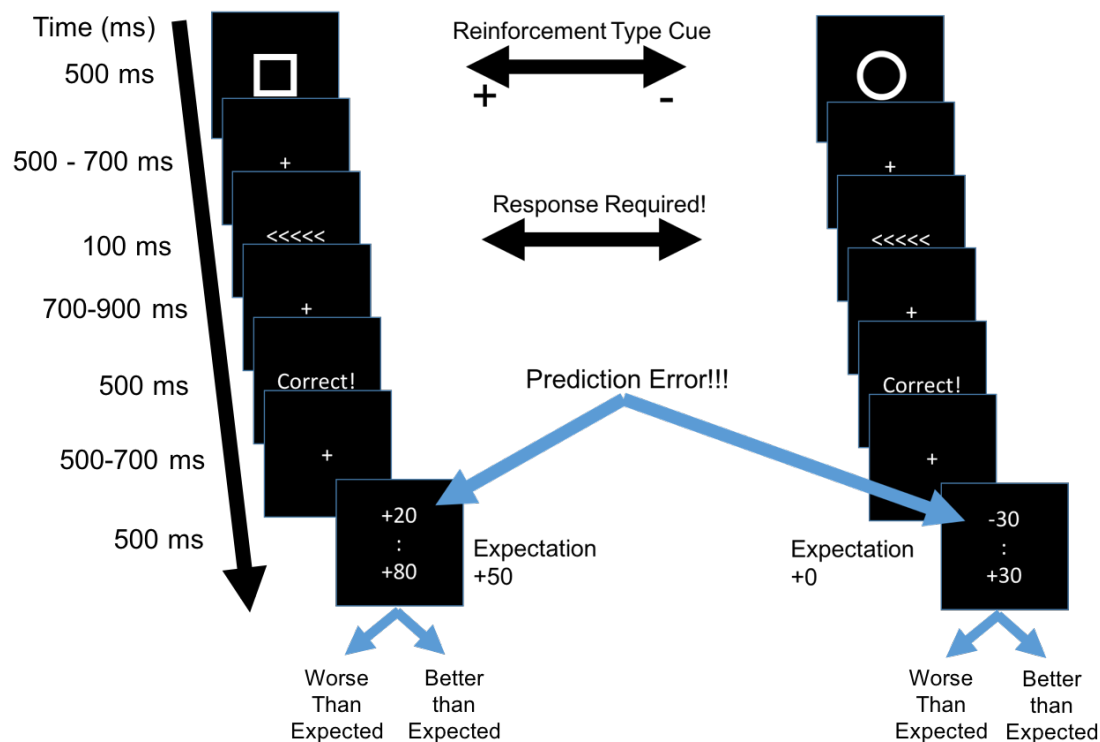 Time (ms)
500 ms
500 - 700 ms
100 ms
700-900 ms
500 ms
500-700 ms
500 ms
+
<<<<<
+
Correct!
+
+20
:
+80
Expectation
+50
Worse
Than
Expected
Better
than
Expected
Reinforcement Type Cue
+ -
Response Required!
Prediction Error!!!
+
<<<<<
+
Correct!
+
-30
:
+30
Expectation
+0
Worse
Than
Expected
Better
than
Expected